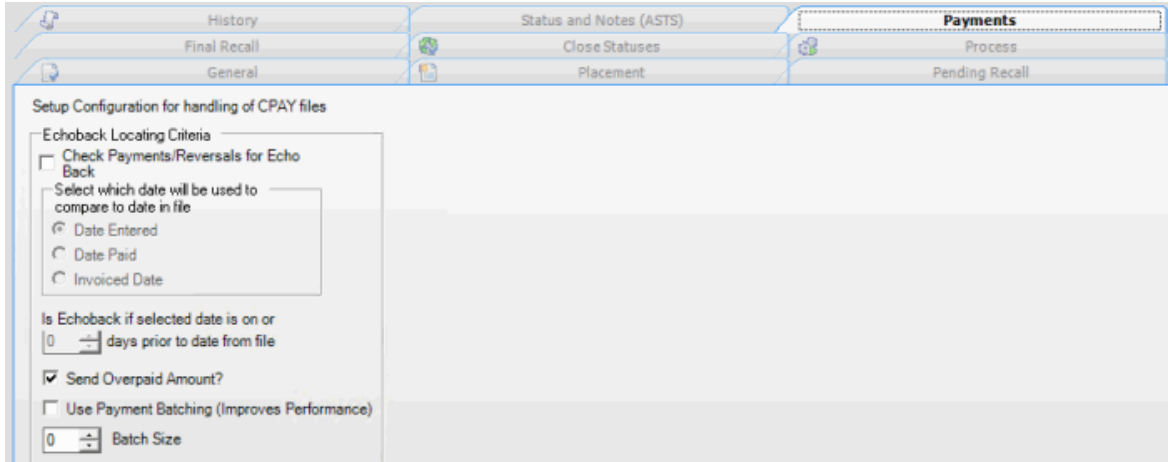 History
Status and Notes (ASTS)
Payments
Final Recall
Close Statuses
Process
General
Placement
Pending Recall
Setup Configuration for handling of CPAY files
Echoback Locating Criteria
Check Payments/Reversals for Echo
Back
Select which date will be used to
compare to date in file
Date Entered
Date Paid
Invoiced Date
Is Echoback if selected date is on or
0 days prior to date from file
Send Overpaid Amount?
Use Payment Batching (Improves Performance)
0 Batch Size